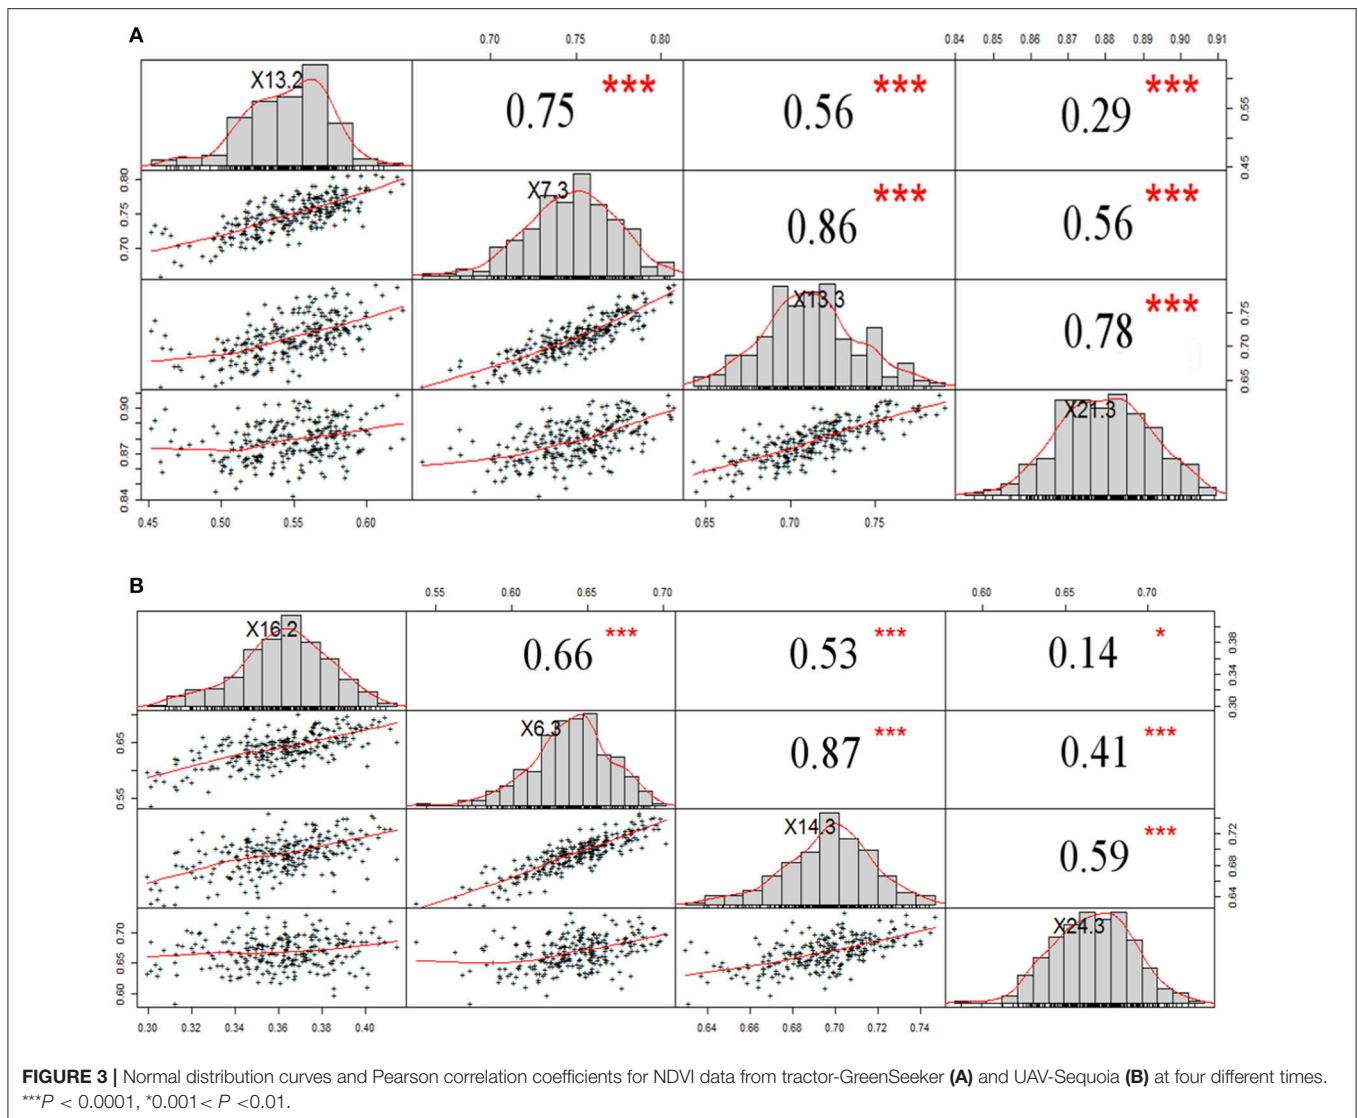 A
0.70 0.75 0.80 0.84 0.85 0.86 0.87 0.88 0.89 0.90 0.91
X13.2 0.75 *** 0.56 *** 0.29 *** 0.55 0.45
0.80 0.75 0.70 X7.3 0.86 *** 0.56 ***
X13.3 0.78 *** 0.75 0.70 0.65
0.90 0.87 0.84 X21.3
0.45 0.50 0.55 0.60 0.65 0.70 0.75
B
0.55 0.60 0.65 0.70 0.60 0.65 0.70
X16.2 0.66 *** 0.53 *** 0.14 * 0.38 0.34 0.30
0.65 0.55 X6.3 0.87 *** 0.41 ***
X14.3 0.59 *** 0.72 0.68 0.64
0.70 0.65 0.60 X24.3
0.30 0.32 0.34 0.36 0.38 0.40 0.64 0.66 0.68 0.70 0.72 0.74
FIGURE 3 | Normal distribution curves and Pearson correlation coefficients for NDVI data from tractor-GreenSeeker (A) and UAV-Sequoia (B) at four different times.
***P < 0.0001, *0.001< P <0.01.